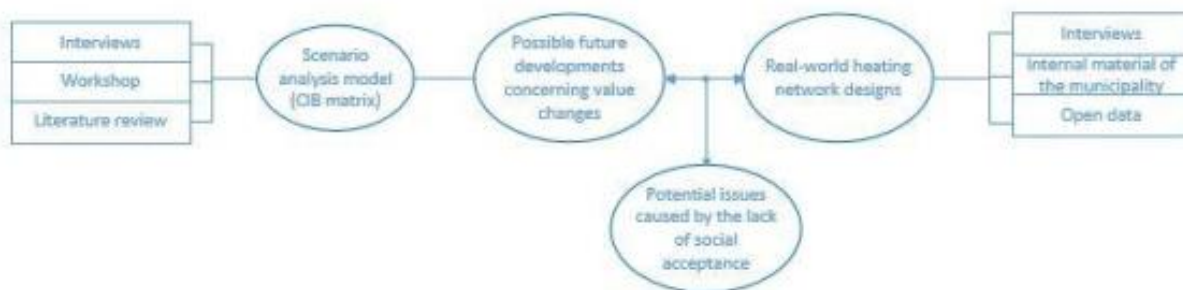 Interviews
Workshop
Literature review
Scenario
analysis model
(CIB matrix)
Possible future
developments
concerning value
changes
Real-world heating
network designs
Interviews
Internal material of
the municipality
Open data
Potential issues
caused by the lack
of social
acceptance